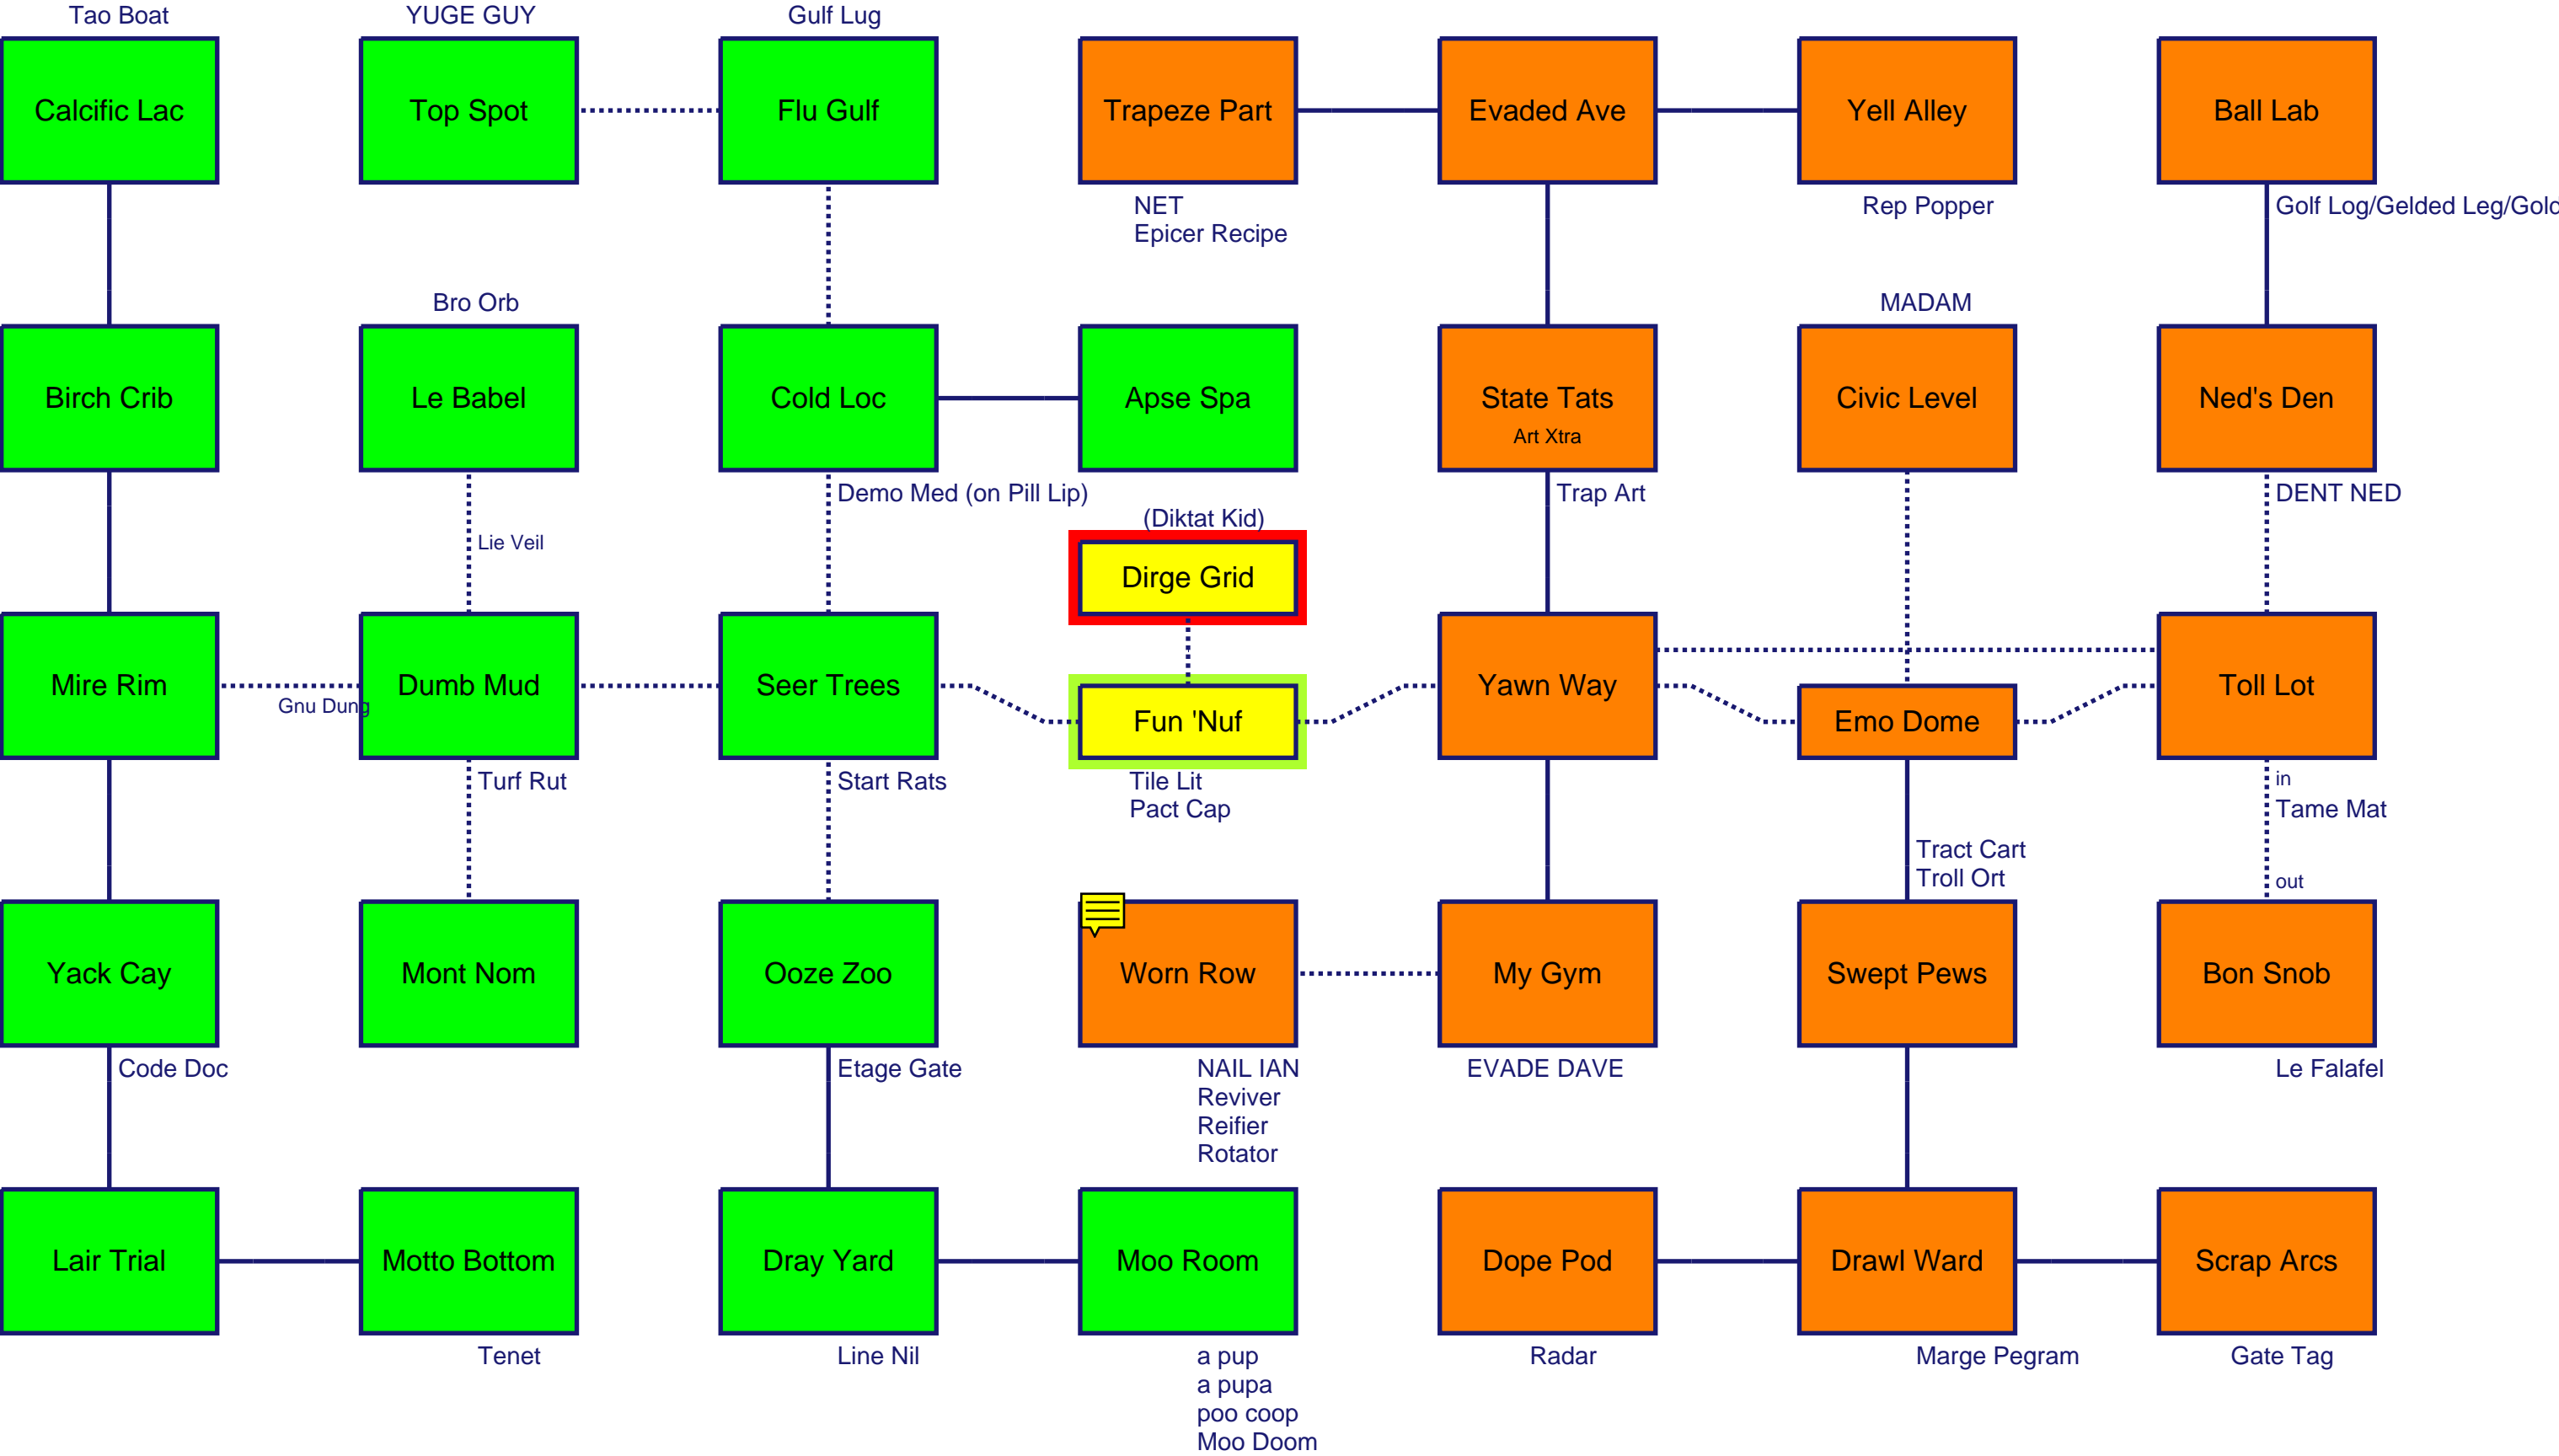 Tao Boat
YUGE GUY
Gulf Lug
Calcific Lac
Top Spot
Flu Gulf
Trapeze Part
Evaded Ave
Yell Alley
Ball Lab
NET
Epicer Recipe
Rep Popper
Golf Log/Gelded Leg/Gold
Bro Orb
MADAM
Birch Crib
Le Babel
Cold Loc
Apse Spa
State Tats
Art Xtra
Civic Level
Ned's Den
Demo Med (on Pill Lip)
Trap Art
DENT NED
(Diktat Kid)
Lie Veil
Dirge Grid
Mire Rim
Gnu Dung
Dumb Mud
Seer Trees
Fun 'Nuf
Yawn Way
Emo Dome
Toll Lot
Turf Rut
Start Rats
Tile Lit
Pact Cap
in
Tame Mat
Tract Cart
Troll Ort
out
Yack Cay
Mont Nom
Ooze Zoo
Worn Row
My Gym
Swept Pews
Bon Snob
Code Doc
Etage Gate
NAIL IAN
Reviver
Reifier
Rotator
EVADE DAVE
Le Falafel
Lair Trial
Motto Bottom
Dray Yard
Moo Room
Dope Pod
Drawl Ward
Scrap Arcs
Tenet
Line Nil
a pup
a pupa
poo coop
Moo Doom
Radar
Marge Pegram
Gate Tag